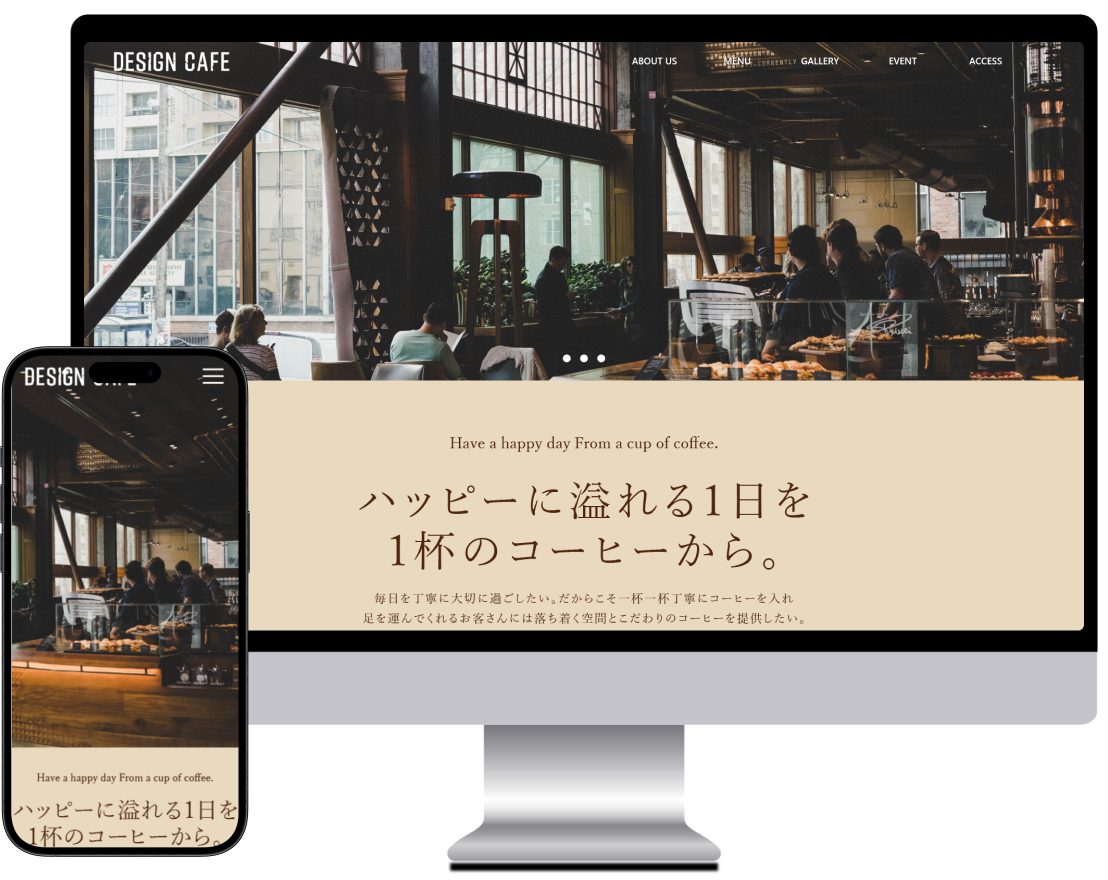 DESIGN CAFE
ABOUT US
MENU
GALLERY
EVENT
ACCESS
Have a happy day From a cup of coffee.
ハッピーに溢れる1日を
1杯のコーヒーから。
毎日を丁寧に大切に過ごしたい。だからこそ一杯一杯丁寧にコーヒーを入れ
足を運んでくれるお客さんには落ち着く空間とこだわりのコーヒーを提供したい。
DESIGN CAFE
Have a happy day From a cup of coffee.
ハッピーに溢れる1日を
1杯のコーヒーから。